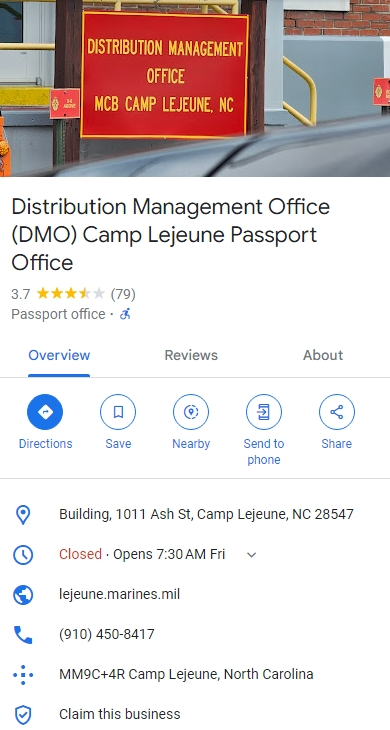 DISTRIBUTION MANAGEMENT
OFFICE
MCB CAMP LEJEUNE, NC
Distribution Management Office
(DMO) Camp Lejeune Passport
Office
3.7 (79)
Passport office ·
Overview Reviews About
Directions Save Nearby Send to phone Share
Building, 1011 Ash St, Camp Lejeune, NC 28547
Closed · Opens 7:30 AM Fri
lejeune.marines.mil
(910) 450-8417
MM9C+4R Camp Lejeune, North Carolina
Claim this business